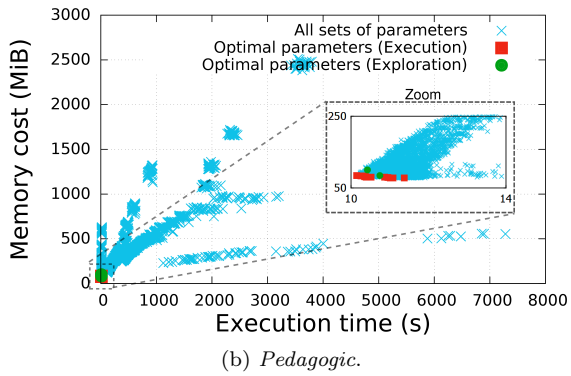 All sets of parameters
Optimal parameters (Execution)
Optimal parameters (Exploration)
Memory cost (MiB)
3000
2500
2000
1500
1000
500
0
Zoom
250
50
10
14
0 1000 2000 3000 4000 5000 6000 7000 8000
Execution time (s)
(b) Pedagogic.